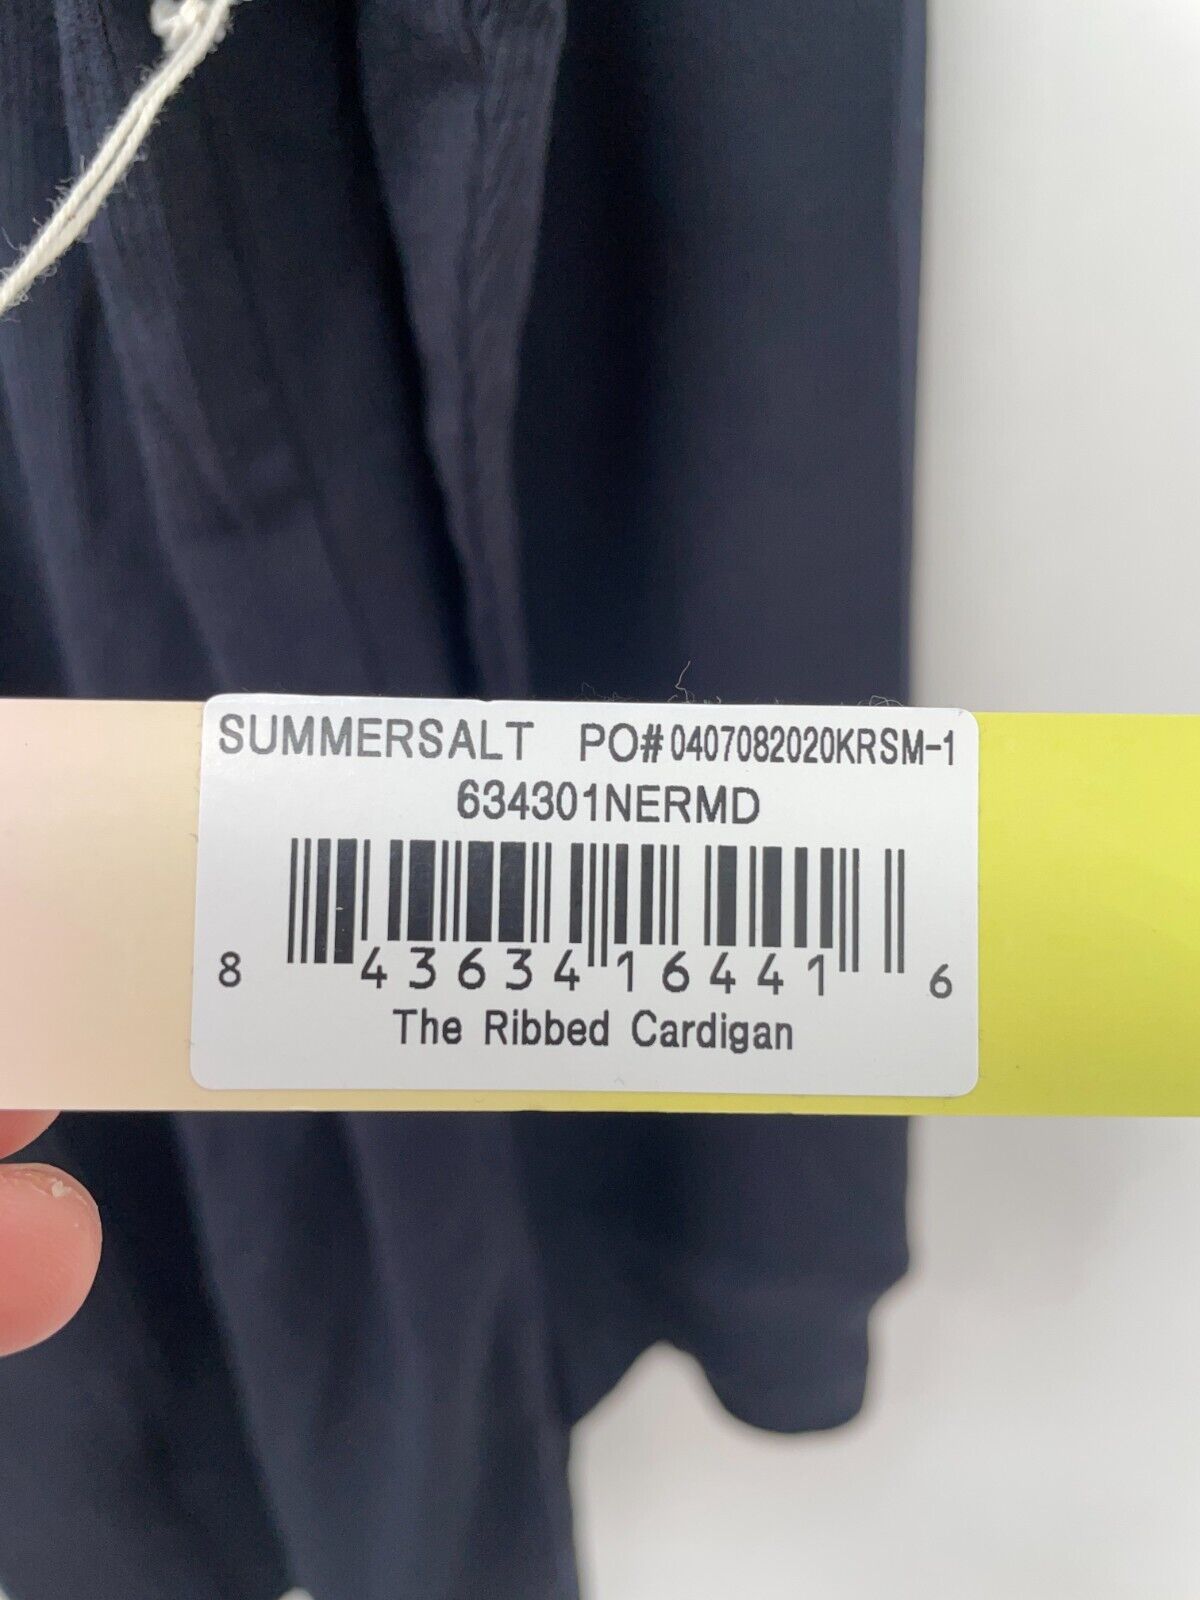 SUMMERSALT PO# 0407082020KRSM-1
634301NERMD
8 43634 16441 6
The Ribbed Cardigan